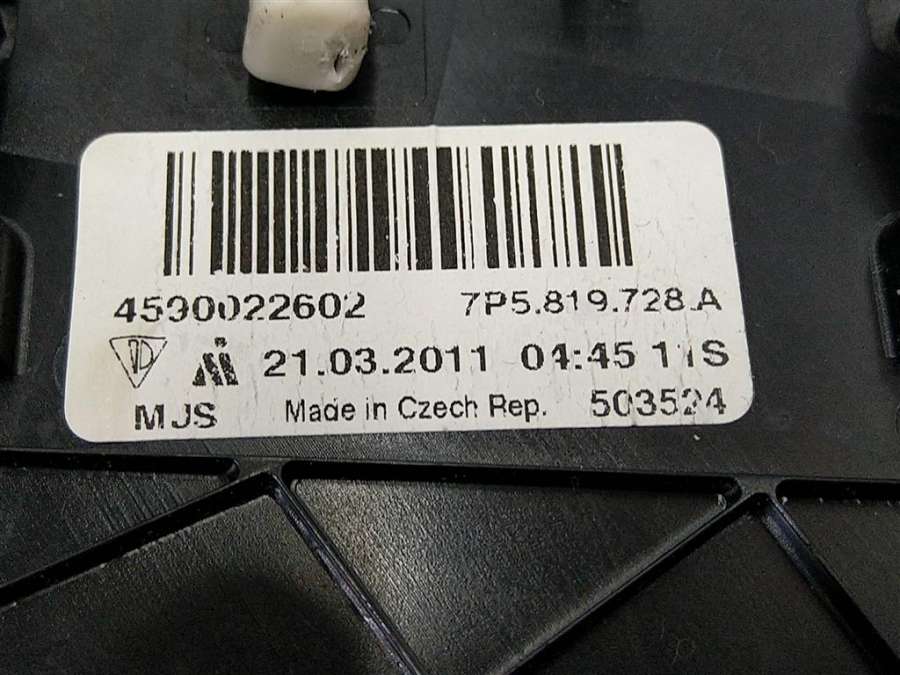 4590022602 7P5.819.728.A
21.03.2011 04:45 11S
MJS Made in Czech Rep. 503524